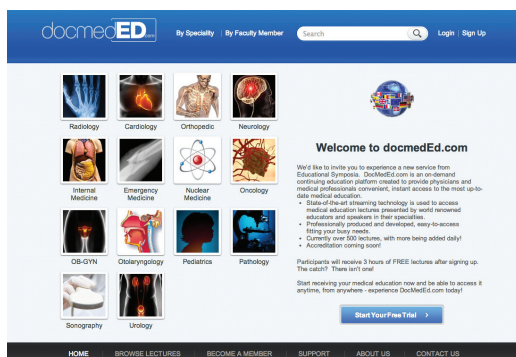 docmedED.com
By Speciality | By Faculty Member
Search
Login | Sign Up
Radiology
Cardiology
Orthopedic
Neurology
Internal
Medicine
Emergency
Medicine
Nuclear
Medicine
Oncology
OB-GYN
Otolaryngology
Pediatrics
Pathology
Sonography
Urology
Welcome to docmedEd.com
We'd like to invite you to experience a new service from
Educational Symposia. DocMedEd.com is an on-demand
continuing education platform created to provide physicians and
medical professionals convenient, instant access to the most up-to-
date medical education.
• State-of-the-art streaming technology is used to access
medical education lectures presented by world renowned
educators and speakers in their specialties.
• Professionally produced and developed, easy-to-access
fitting your busy needs.
• Currently over 500 lectures, with more being added daily!
• Accreditation coming soon!
Participants will receive 3 hours of FREE lectures after signing up.
The catch? There isn't one!
Start receiving your medical education now and be able to access it
anytime, from anywhere - experience DocMedEd.com today!
Start Your Free Trial >
HOME
BROWSE LECTURES
BECOME A MEMBER
SUPPORT
ABOUT US
CONTACT US